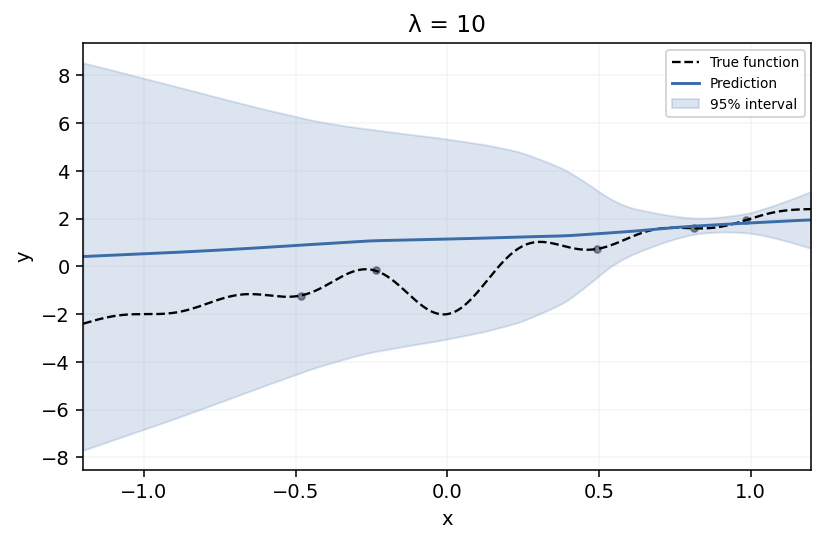 λ = 10
True function
Prediction
95% interval
8
6
4
2
0
−2
−4
−6
−8
y
−1.0 −0.5 0.0 0.5 1.0
x